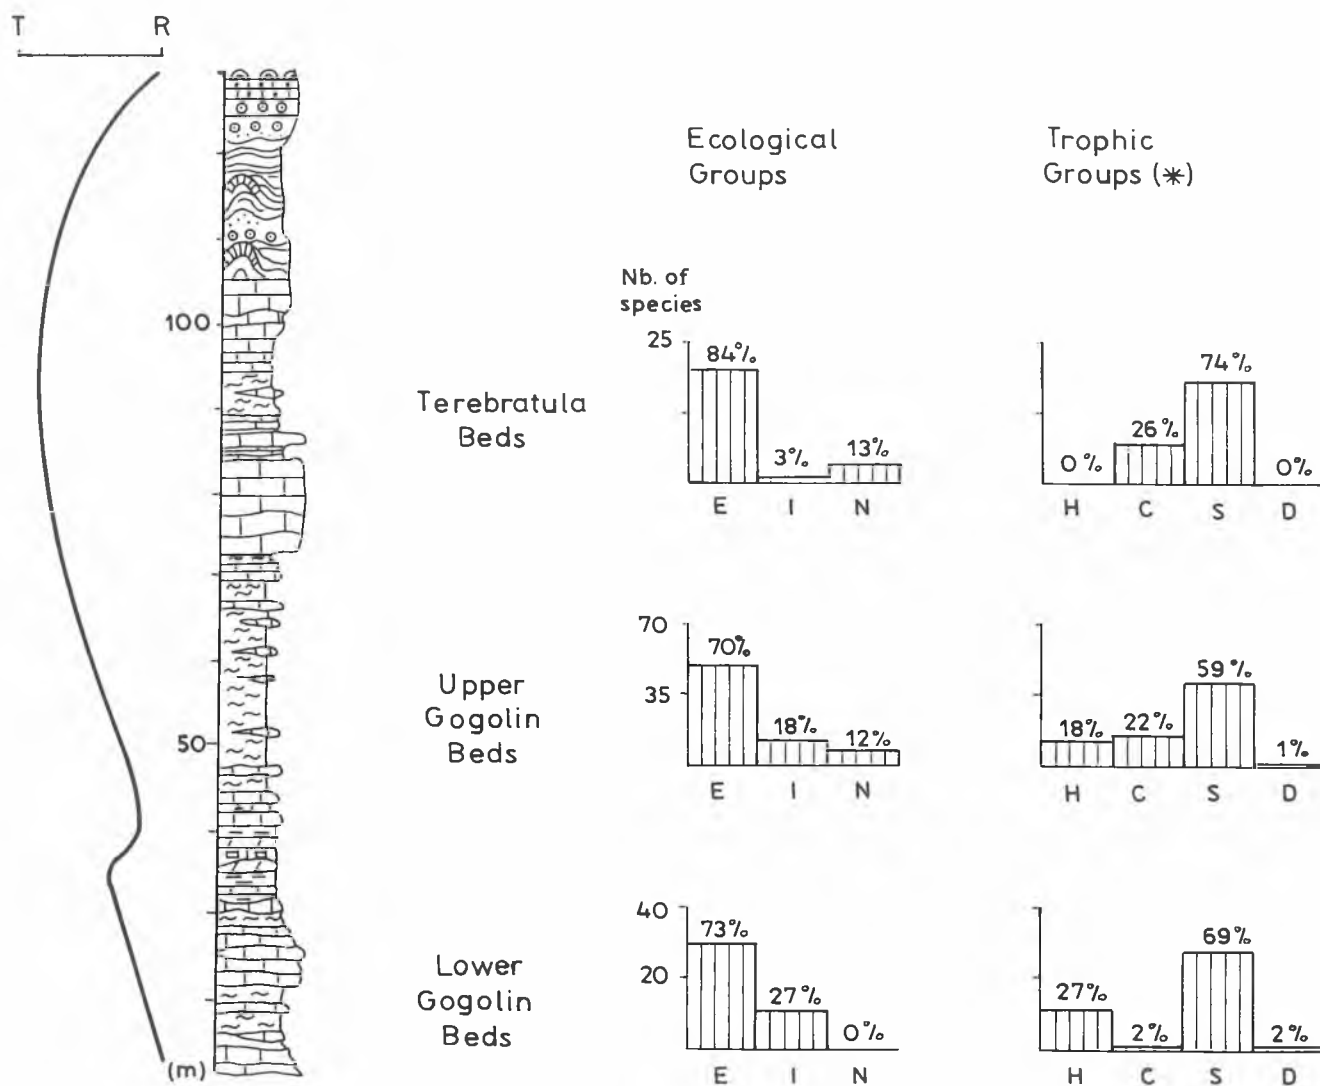 T R
Ecological
Groups
Trophic
Groups (*)
Nb. of
species
100
50
(m)
Terebratula
Beds
25
84%
3%
13%
E I N
0%
26%
74%
0%
H C S D
Upper
Gogolin
Beds
70
35
70%
18%
12%
E I N
18%
22%
59%
1%
H C S D
Lower
Gogolin
Beds
40
20
73%
27%
0%
E I N
27%
2%
69%
2%
H C S D